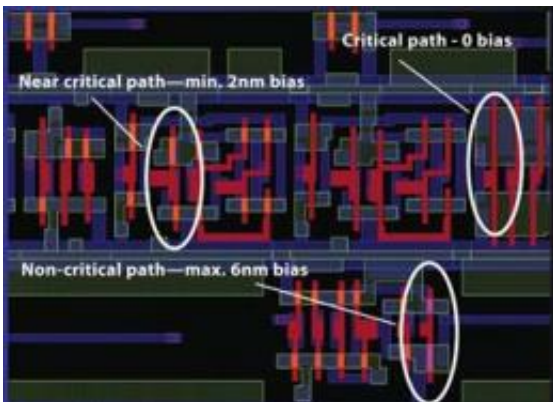 Critical path - 0 bias
Near critical path—min. 2nm bias
Non-critical path—max. 6nm bias